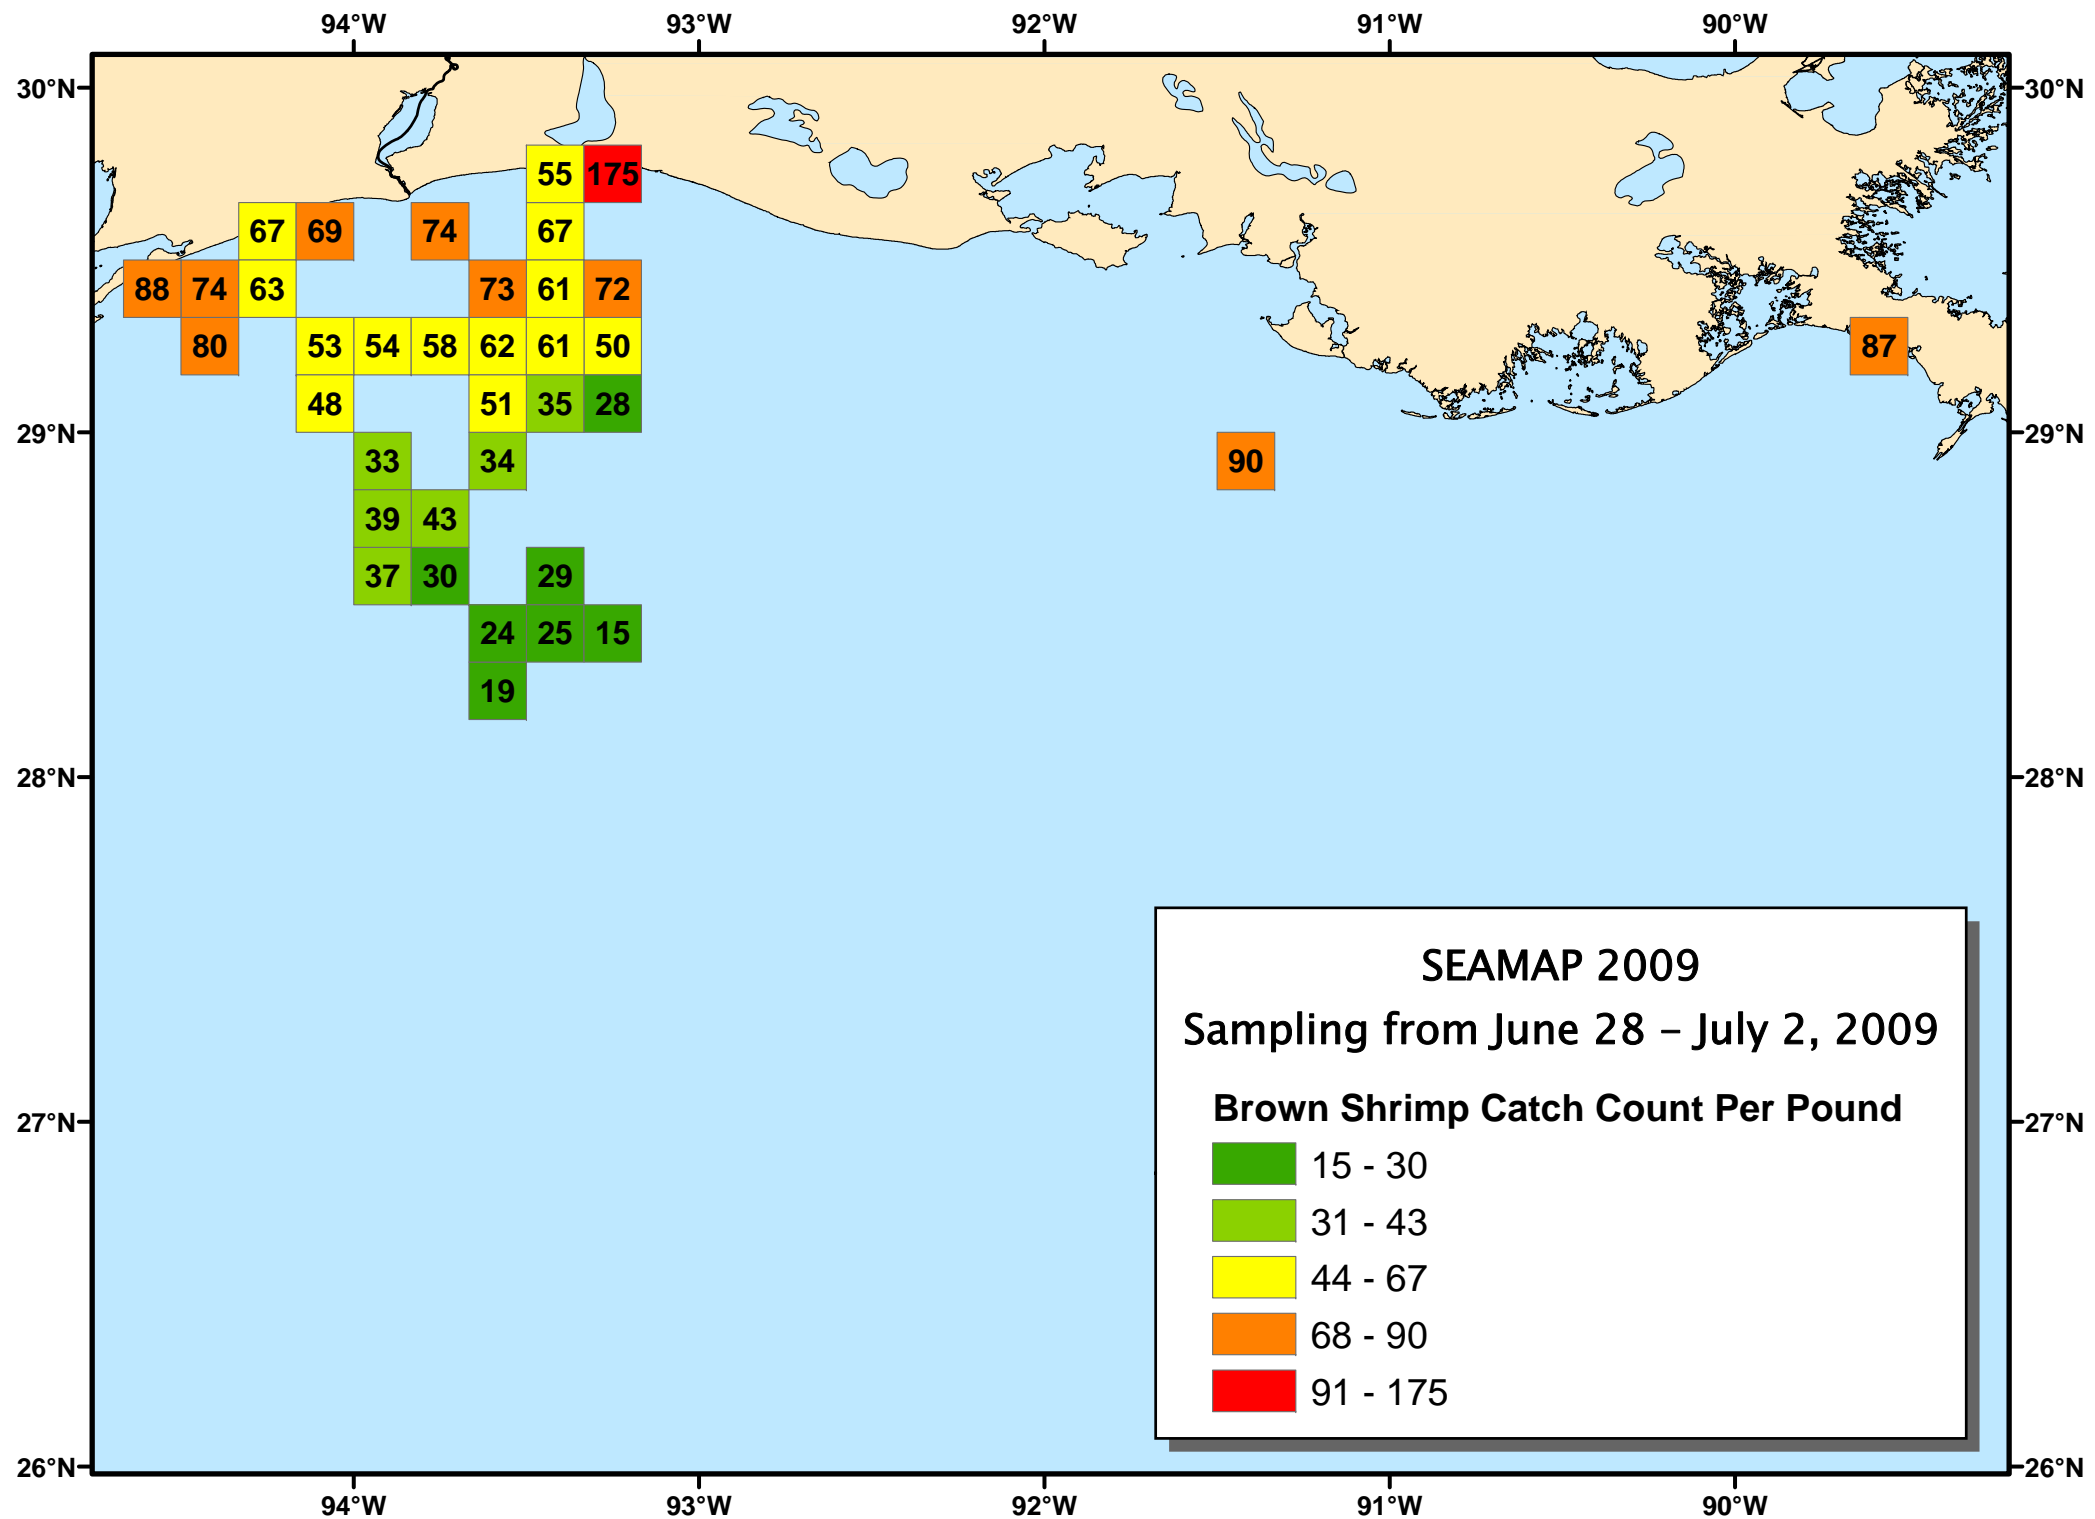 94°W 93°W 92°W 91°W 90°W
30°N 30°N
55 175
67 69 74 67
88 74 63 73 61 72
80 53 54 58 62 61 50 87
48 51 35 28
29°N 29°N
33 34 90
39 43
37 30 29
24 25 15
19
28°N 28°N
SEAMAP 2009
Sampling from June 28 – July 2, 2009
Brown Shrimp Catch Count Per Pound
27°N 27°N
15 - 30
31 - 43
44 - 67
68 - 90
91 - 175
26°N 26°N
94°W 93°W 92°W 91°W 90°W